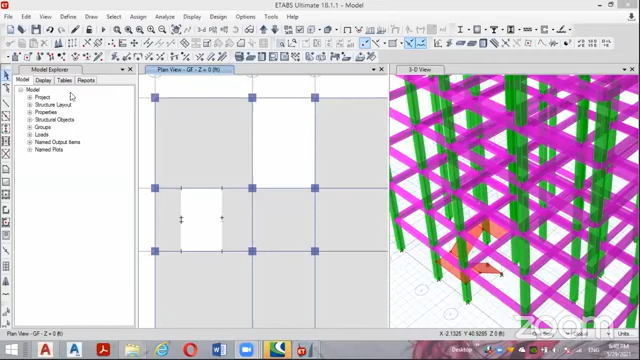 ETABS Ultimate 18.1.1 - Model
File Edit View Define Draw Select Assign Analyze Display Design Options Tools Help
Model Explorer
Plan View - GF - Z = 0 (ft)
3-D View
Model Display Tables Reports
Model
Project
Structure Layout
Properties
Structural Objects
Groups
Loads
Named Output Items
Named Plots
zoom
Plan View - GF - Z = 0 (ft)
Units...
Desktop